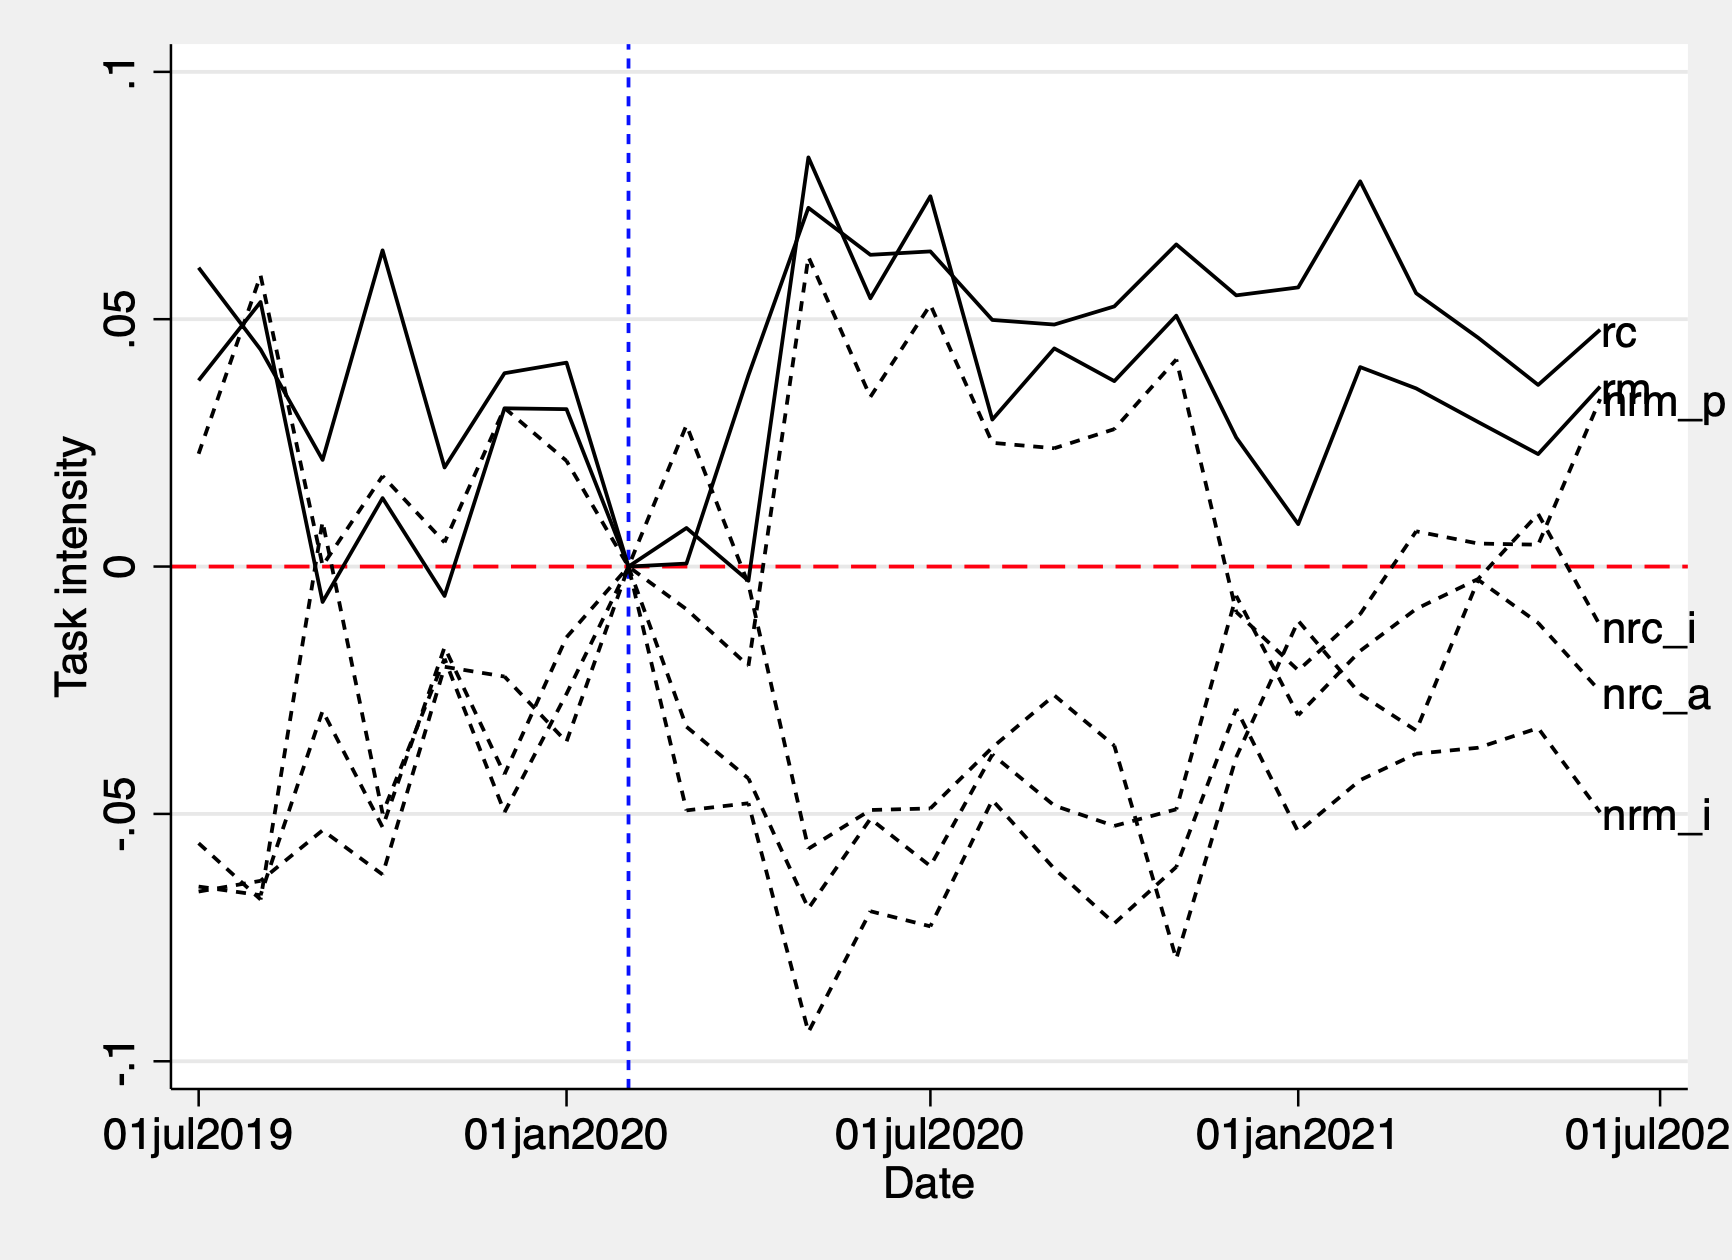 .1
.05
0
-.05
-.1
Task intensity
rc
rm
nrm_p
nrc_i
nrc_a
nrm_i
01jul2019
01jan2020
01jul2020
01jan2021
01jul202
Date